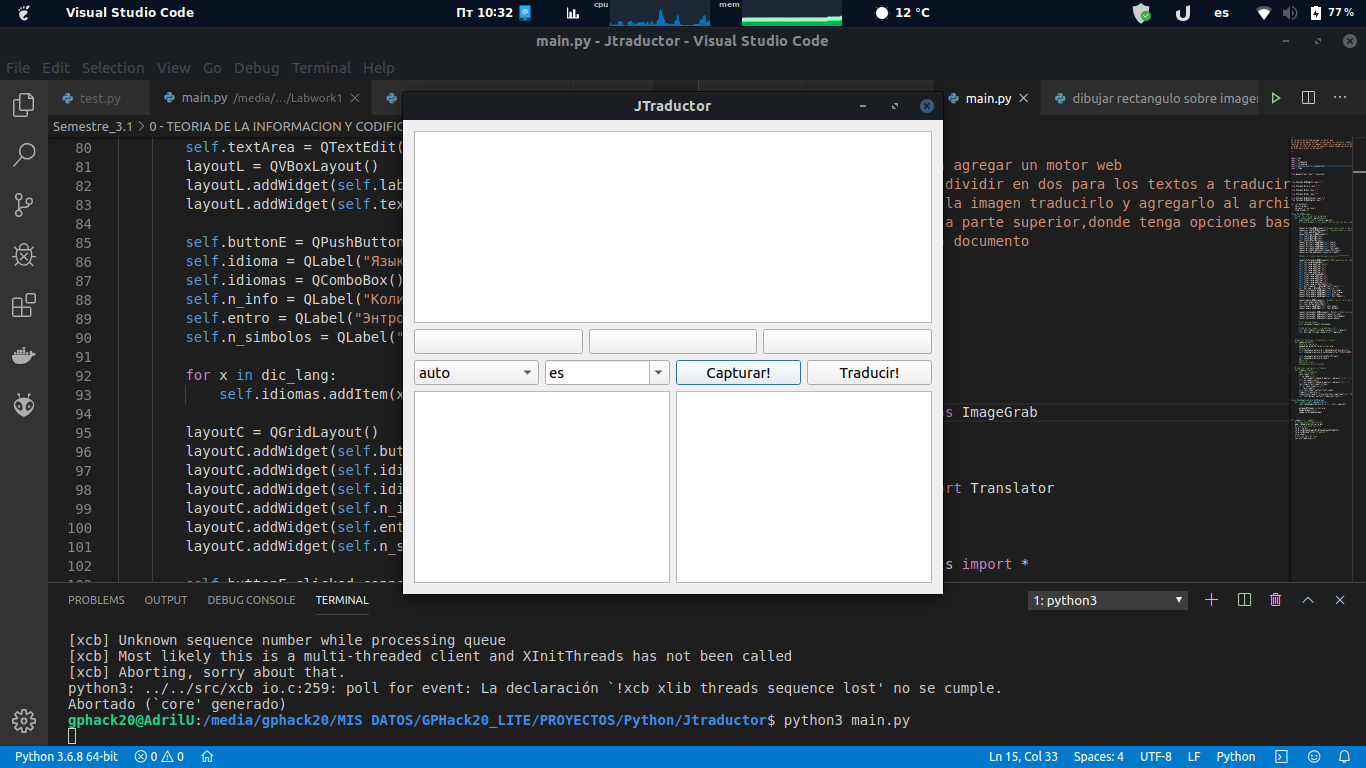 Visual Studio Code
Пт 10:32
cpu
mem
12 °C
es
77 %
main.py - Jtraductor - Visual Studio Code
File Edit Selection View Go Debug Terminal Help
test.py
main.py /media/.../Labwork1
main.py
dibujar rectangulo sobre imagen
Semestre_3.1 > 0 - TEORIA DE LA INFORMACION Y CODIFIC
JTraductor
80 self.textArea = QTextEdit(
81 layoutL = QVBoxLayout()
82 layoutL.addWidget(self.lab
83 layoutL.addWidget(self.tex
84
85 self.buttonE = QPushButton
86 self.idioma = QLabel("Язык
87 self.idiomas = QComboBox()
88 self.n_info = QLabel("Коли
89 self.entro = QLabel("Энтро
90 self.n_simbolos = QLabel("
91
92 for x in dic_lang:
93 self.idiomas.addItem(x
94
95 layoutC = QGridLayout()
96 layoutC.addWidget(self.but
97 layoutC.addWidget(self.idi
98 layoutC.addWidget(self.idi
99 layoutC.addWidget(self.n_i
100 layoutC.addWidget(self.ent
101 layoutC.addWidget(self.n_s
102
auto
es
Capturar!
Traducir!
agregar un motor web
dividir en dos para los textos a traducir
la imagen traducirlo y agregarlo al archi
a parte superior,donde tenga opciones bas
documento
s ImageGrab
rt Translator
s import *
PROBLEMS OUTPUT DEBUG CONSOLE TERMINAL
1: python3
[xcb] Unknown sequence number while processing queue
[xcb] Most likely this is a multi-threaded client and XInitThreads has not been called
[xcb] Aborting, sorry about that.
python3: ../../src/xcb_io.c:259: poll_for_event: La declaración `!xcb_xlib_threads_sequence_lost' no se cumple.
Abortado (`core' generado)
gphack20@AdrilU:/media/gphack20/MIS DATOS/GPHack20_LITE/PROYECTOS/Python/Jtraductor$ python3 main.py
Python 3.6.8 64-bit
0
0
Ln 15, Col 33
Spaces: 4
UTF-8
LF
Python